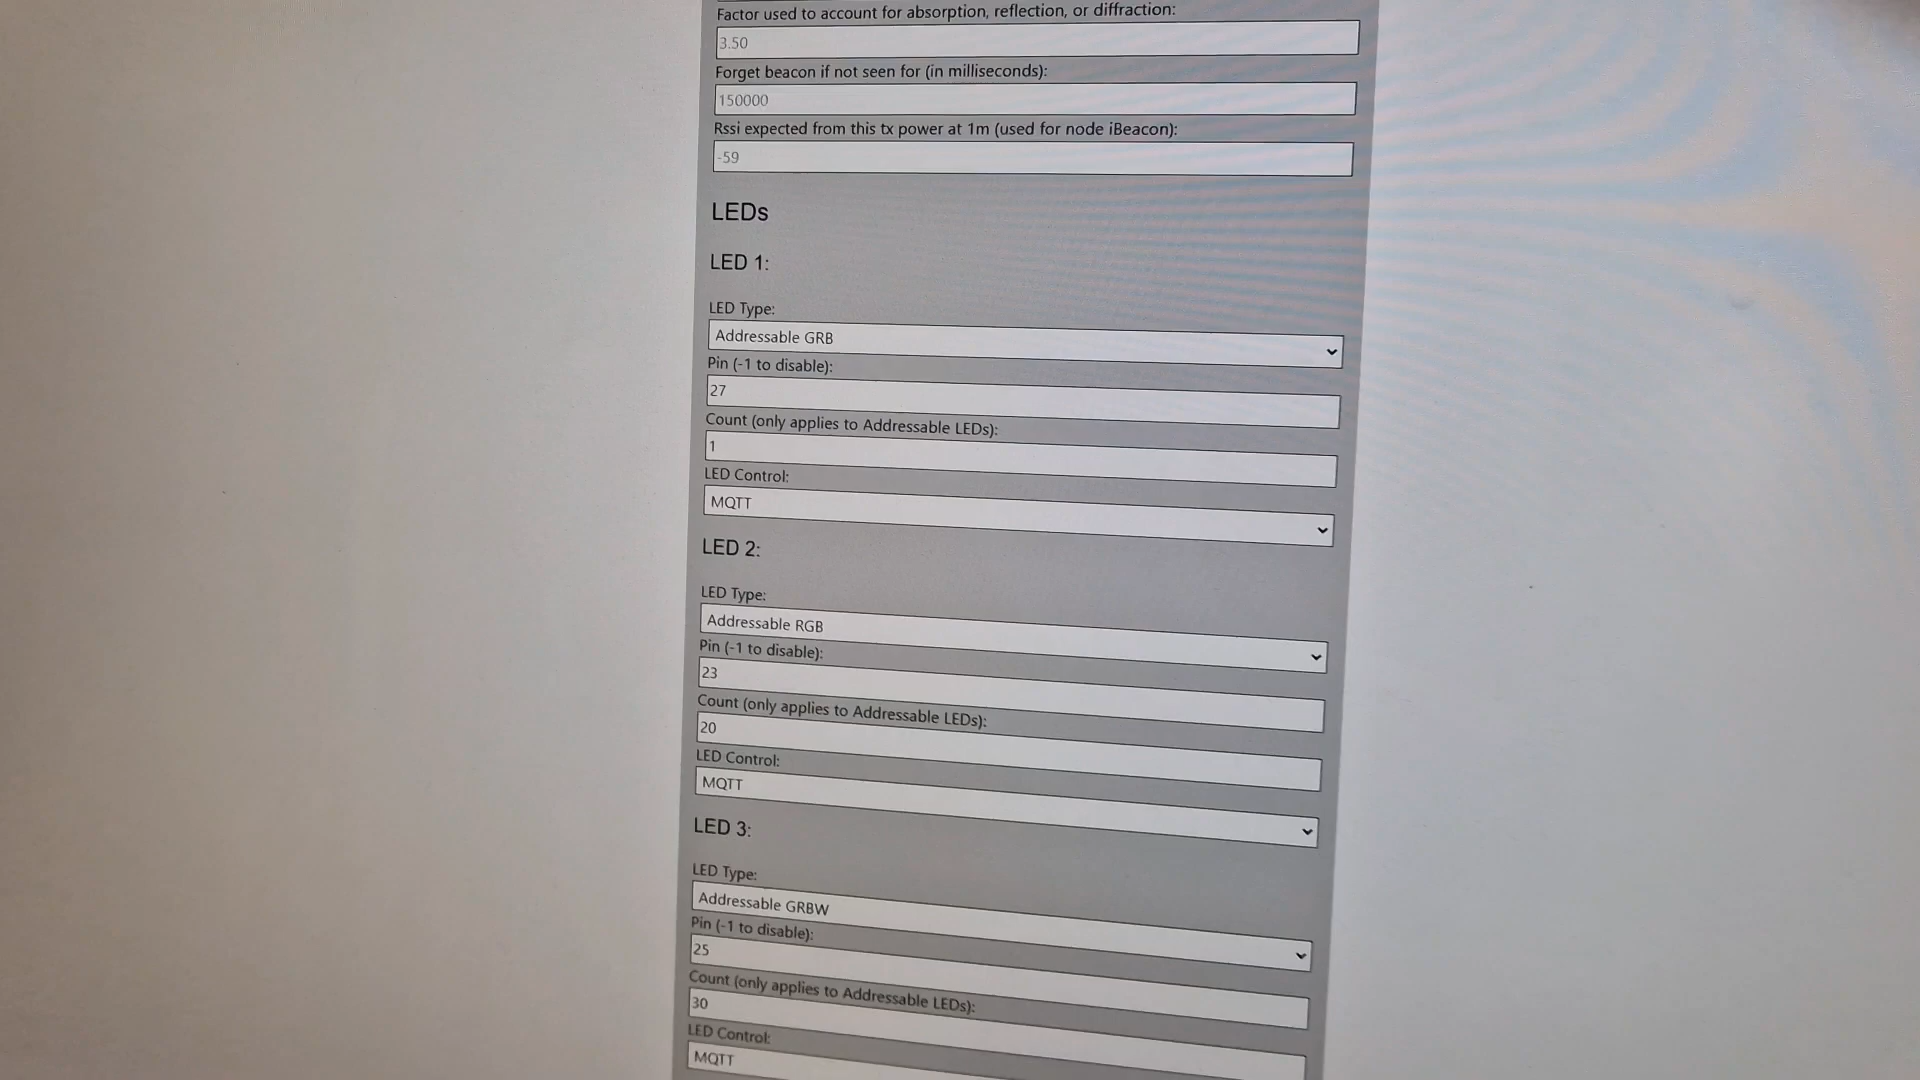 Factor used to account for absorption, reflection, or diffraction:
3.50
Forget beacon if not seen for (in milliseconds):
150000
Rssi expected from this tx power at 1m (used for node iBeacon):
-59
LEDs
LED 1:
LED Type:
Addressable GRB
Pin (-1 to disable):
27
Count (only applies to Addressable LEDs):
1
LED Control:
MQTT
LED 2:
LED Type:
Addressable RGB
Pin (-1 to disable):
23
Count (only applies to Addressable LEDs):
20
LED Control:
MQTT
LED 3:
LED Type:
Addressable GRBW
Pin (-1 to disable):
25
Count (only applies to Addressable LEDs):
30
LED Control:
MQTT